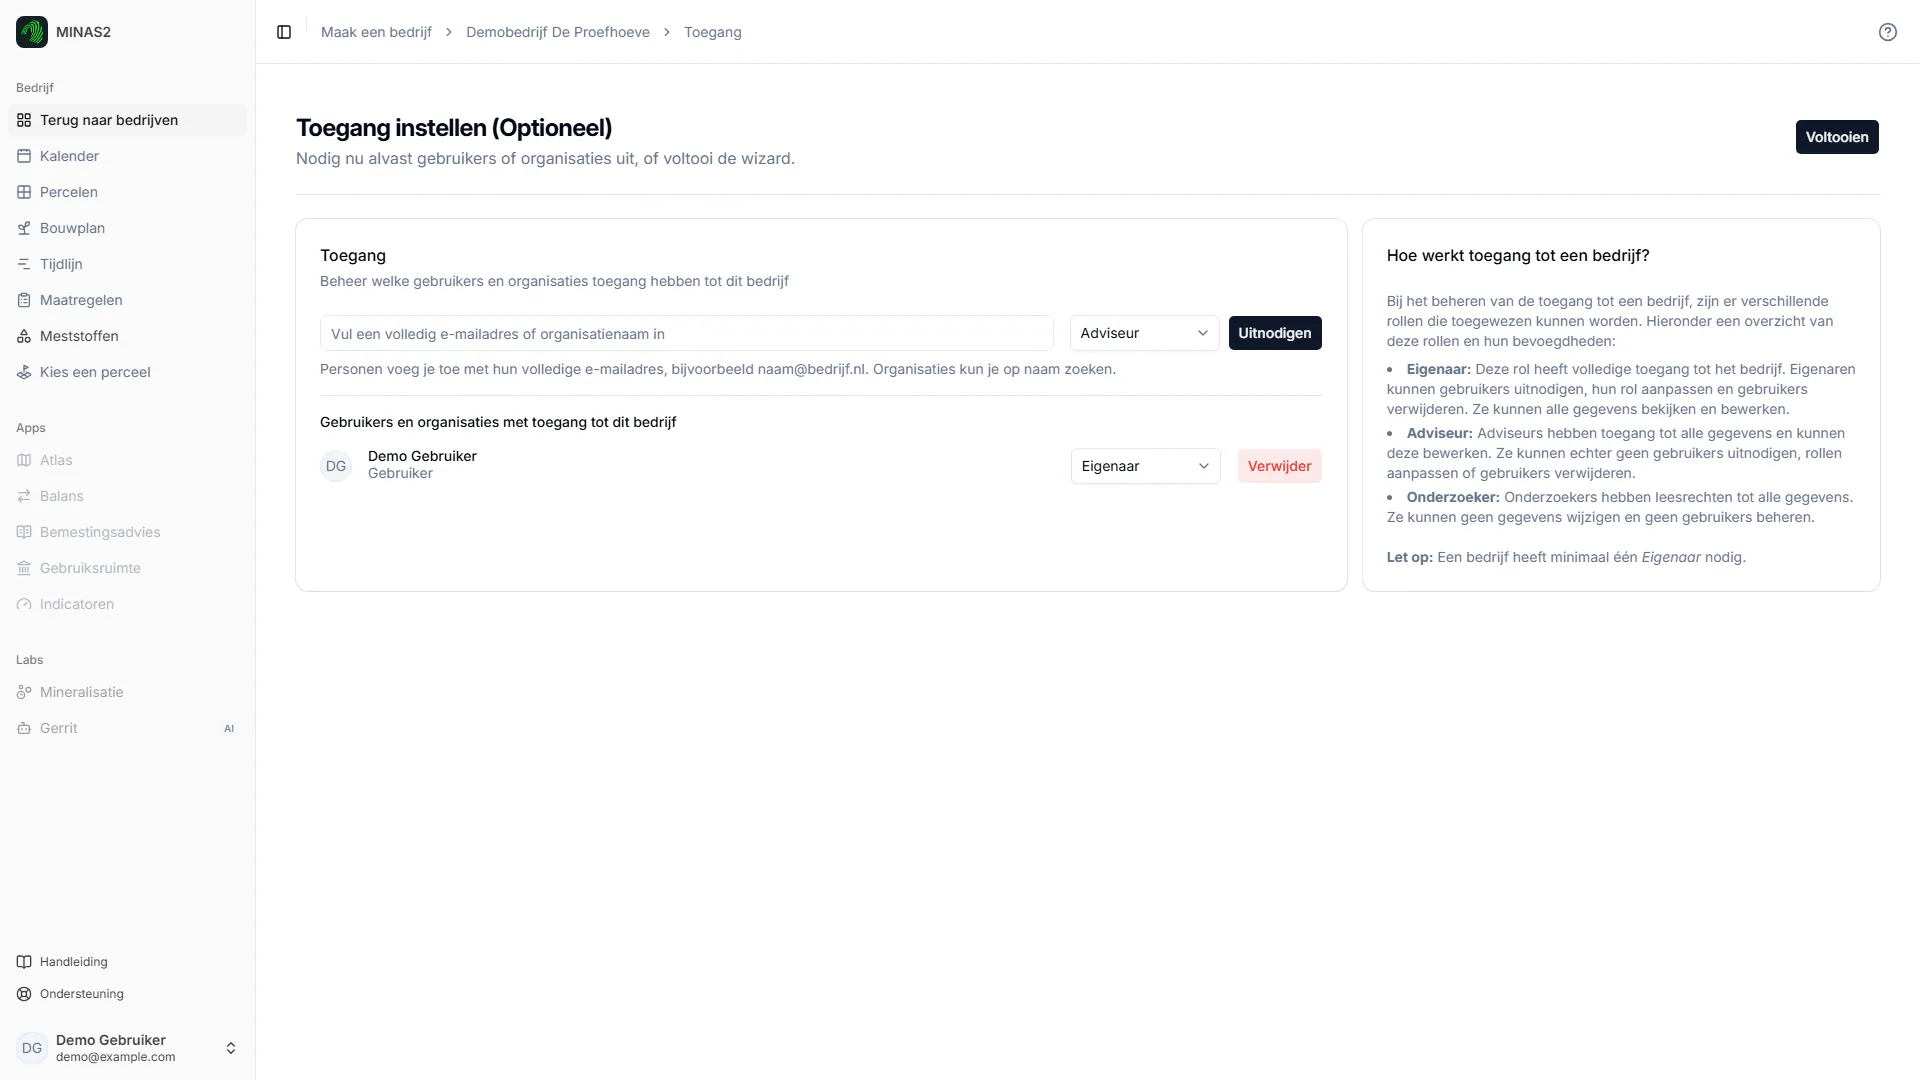 MINAS2
Maak een bedrijf
Demobedrijf De Proefhoeve
Toegang
Bedrijf
Terug naar bedrijven
Kalender
Percelen
Bouwplan
Tijdlijn
Maatregelen
Meststoffen
Kies een perceel
Apps
Atlas
Balans
Bemestingsadvies
Gebruiksruimte
Indicatoren
Labs
Mineralisatie
Gerrit AI
Handleiding
Ondersteuning
DG
Demo Gebruiker
demo@example.com
Toegang instellen (Optioneel)
Nodig nu alvast gebruikers of organisaties uit, of voltooi de wizard.
Voltooien
Toegang
Beheer welke gebruikers en organisaties toegang hebben tot dit bedrijf
Vul een volledig e-mailadres of organisatienaam in
Adviseur
Uitnodigen
Personen voeg je toe met hun volledige e-mailadres, bijvoorbeeld naam@bedrijf.nl. Organisaties kun je op naam zoeken.
Gebruikers en organisaties met toegang tot dit bedrijf
DG
Demo Gebruiker
Gebruiker
Eigenaar
Verwijder
Hoe werkt toegang tot een bedrijf?
Bij het beheren van de toegang tot een bedrijf, zijn er verschillende
rollen die toegewezen kunnen worden. Hieronder een overzicht van
deze rollen en hun bevoegdheden:
• Eigenaar: Deze rol heeft volledige toegang tot het bedrijf. Eigenaren
kunnen gebruikers uitnodigen, hun rol aanpassen en gebruikers
verwijderen. Ze kunnen alle gegevens bekijken en bewerken.
• Adviseur: Adviseurs hebben toegang tot alle gegevens en kunnen
deze bewerken. Ze kunnen echter geen gebruikers uitnodigen, rollen
aanpassen of gebruikers verwijderen.
• Onderzoeker: Onderzoekers hebben leesrechten tot alle gegevens.
Ze kunnen geen gegevens wijzigen en geen gebruikers beheren.
Let op: Een bedrijf heeft minimaal één Eigenaar nodig.